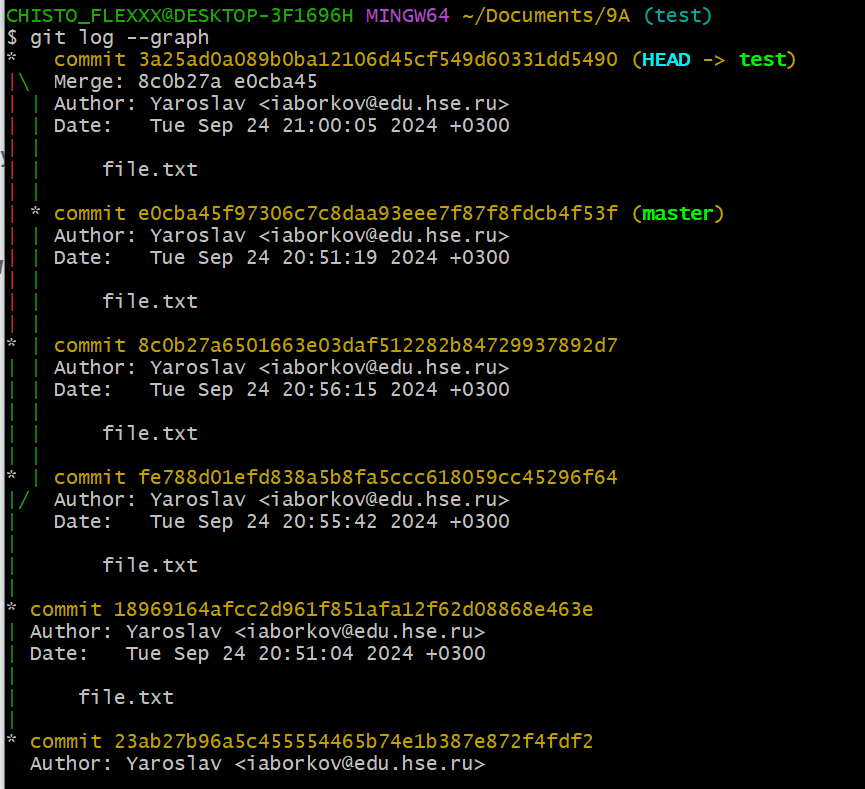 CHISTO_FLEXXX@DESKTOP-3F1696H MINGW64 ~/Documents/9A (test)
$ git log --graph
*   commit 3a25ad0a089b0ba12106d45cf549d60331dd5490 (HEAD -> test)
|\  Merge: 8c0b27a e0cba45
| | Author: Yaroslav <iaborkov@edu.hse.ru>
| | Date:   Tue Sep 24 21:00:05 2024 +0300
| |
| |     file.txt
| |
| * commit e0cba45f97306c7c8daa93eee7f87f8fdcb4f53f (master)
| | Author: Yaroslav <iaborkov@edu.hse.ru>
| | Date:   Tue Sep 24 20:51:19 2024 +0300
| |
| |     file.txt
| |
* | commit 8c0b27a6501663e03daf512282b84729937892d7
| | Author: Yaroslav <iaborkov@edu.hse.ru>
| | Date:   Tue Sep 24 20:56:15 2024 +0300
| |
| |     file.txt
| |
* | commit fe788d01efd838a5b8fa5ccc618059cc45296f64
|/  Author: Yaroslav <iaborkov@edu.hse.ru>
|   Date:   Tue Sep 24 20:55:42 2024 +0300
|
|       file.txt
|
* commit 18969164afcc2d961f851afa12f62d08868e463e
| Author: Yaroslav <iaborkov@edu.hse.ru>
| Date:   Tue Sep 24 20:51:04 2024 +0300
|
|     file.txt
|
* commit 23ab27b96a5c455554465b74e1b387e872f4fdf2
  Author: Yaroslav <iaborkov@edu.hse.ru>